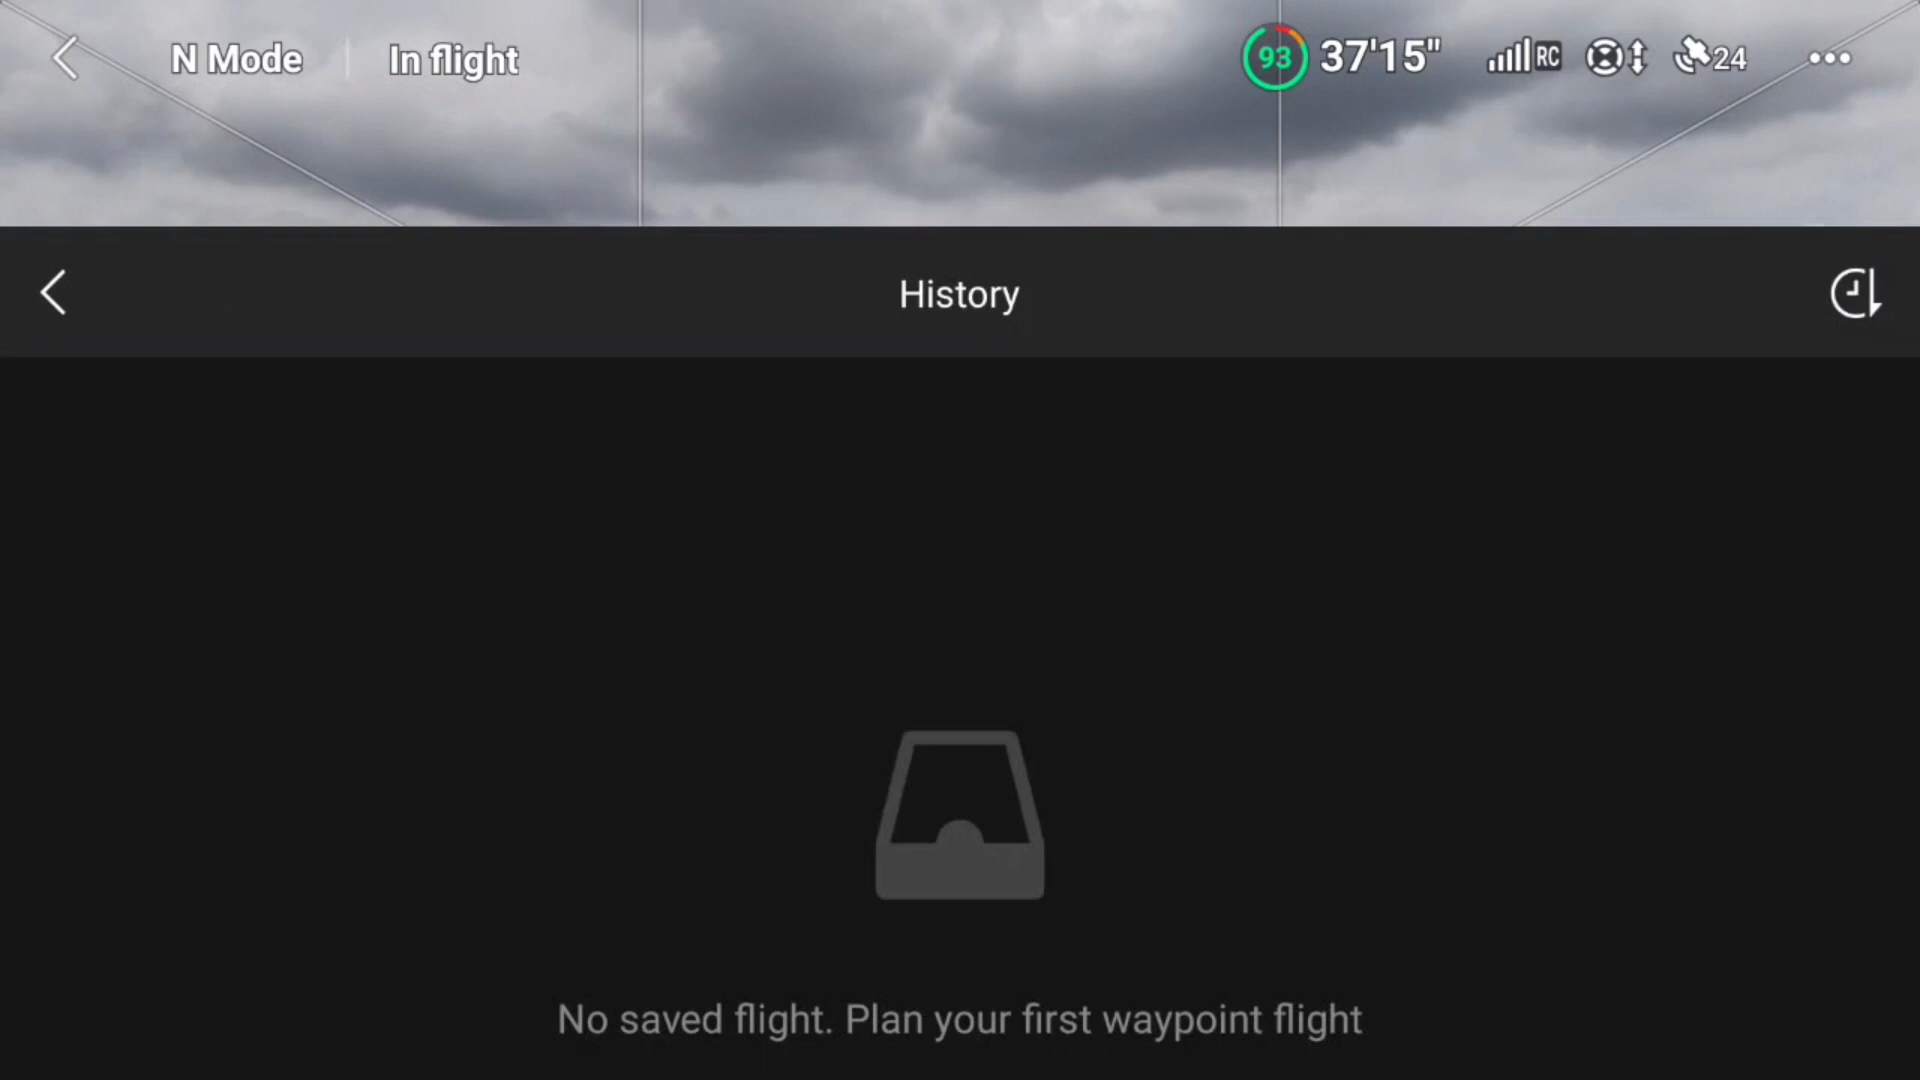 N Mode In flight 93 37'15" RC 24
History
No saved flight. Plan your first waypoint flight